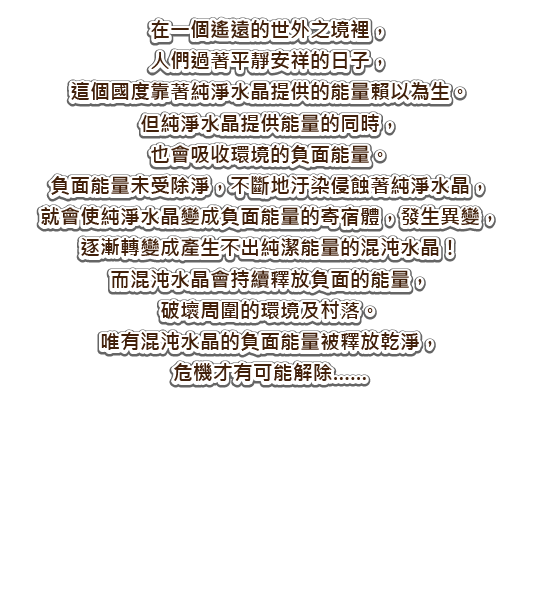 在一個遙遠的世外之境裡，
人們過著平靜安祥的日子，
這個國度靠著純淨水晶提供的能量賴以為生。
但純淨水晶提供能量的同時，
也會吸收環境的負面能量。
負面能量未受除淨，不斷地汙染侵蝕著純淨水晶，
就會使純淨水晶變成負面能量的寄宿體，發生異變，
逐漸轉變成產生不出純潔能量的混沌水晶！
而混沌水晶會持續釋放負面的能量，
破壞周圍的環境及村落。
唯有混沌水晶的負面能量被釋放乾淨，
危機才有可能解除......